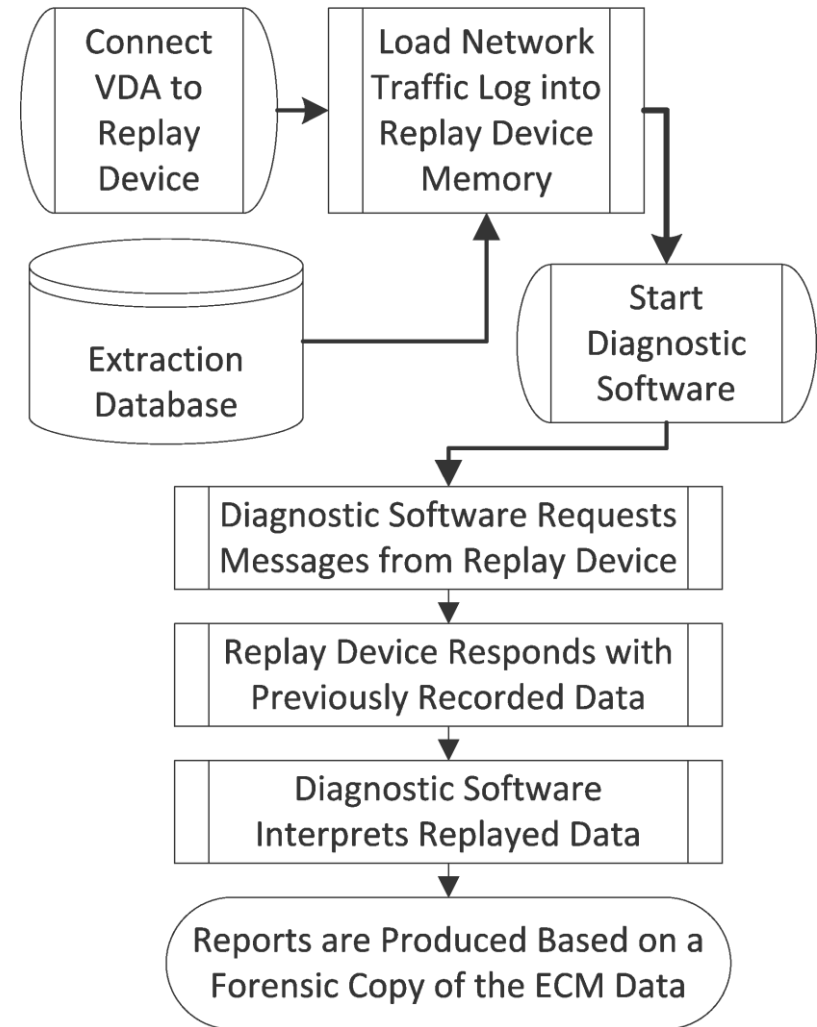 Connect
VDA to
Replay
Device
Load Network
Traffic Log into
Replay Device
Memory
Extraction
Database
Start
Diagnostic
Software
Diagnostic Software Requests
Messages from Replay Device
Replay Device Responds with
Previously Recorded Data
Diagnostic Software
Interprets Replayed Data
Reports are Produced Based on a
Forensic Copy of the ECM Data